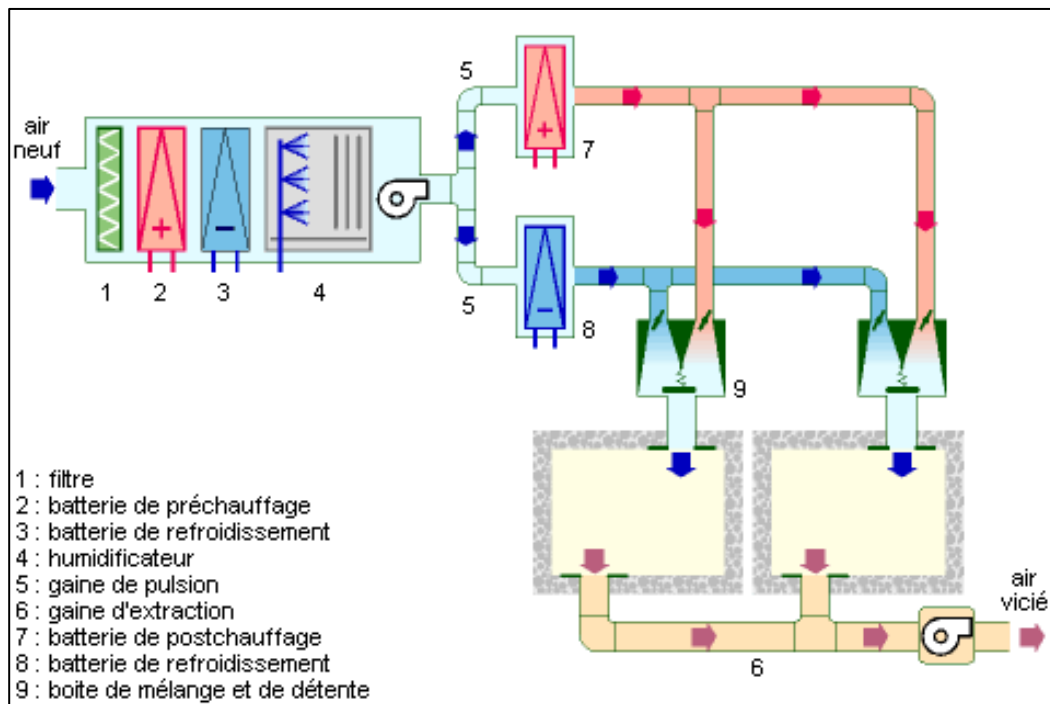 air
neuf
5
+
7
+
−
1
2
3
4
5
−
8
9
1 : filtre
2 : batterie de préchauffage
3 : batterie de refroidissement
4 : humidificateur
5 : gaine de pulsion
6 : gaine d'extraction
7 : batterie de postchauffage
8 : batterie de refroidissement
9 : boite de mélange et de détente
air
vicié
6